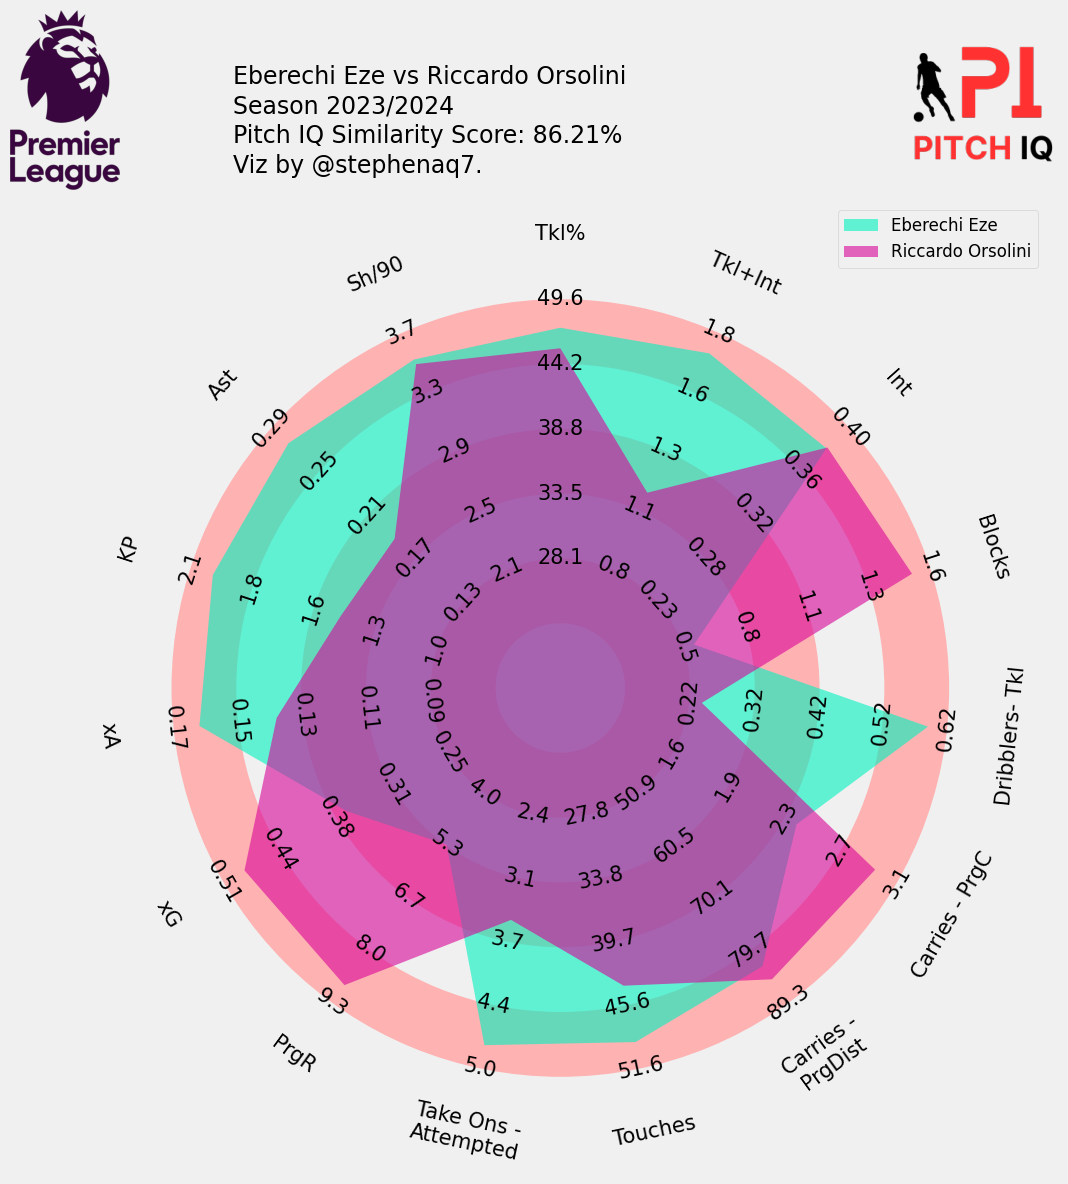 Premier
League
Eberechi Eze vs Riccardo Orsolini
Season 2023/2024
Pitch IQ Similarity Score: 86.21%
Viz by @stephenaq7.
PI
PITCH IQ
Eberechi Eze
Riccardo Orsolini
Tkl%
49.6
44.2
38.8
33.5
28.1
Tkl+Int
1.8
1.6
1.3
1.1
0.8
Int
0.40
0.36
0.32
0.28
0.23
Blocks
1.6
1.3
1.1
0.8
0.5
Dribblers- Tkl
0.62
0.52
0.42
0.32
0.22
Carries - PrgC
3.1
2.7
2.3
1.9
1.6
Carries -
PrgDist
89.3
79.7
70.1
60.5
50.9
Touches
51.6
45.6
39.7
33.8
27.8
Take Ons -
Attempted
5.0
4.4
3.7
3.1
2.4
PrgR
9.3
8.0
6.7
5.3
4.0
xG
0.51
0.44
0.38
0.31
0.25
xA
0.17
0.15
0.13
0.11
0.09
KP
2.1
1.8
1.6
1.3
1.0
Ast
0.29
0.25
0.21
0.17
0.13
Sh/90
3.7
3.3
2.9
2.5
2.1